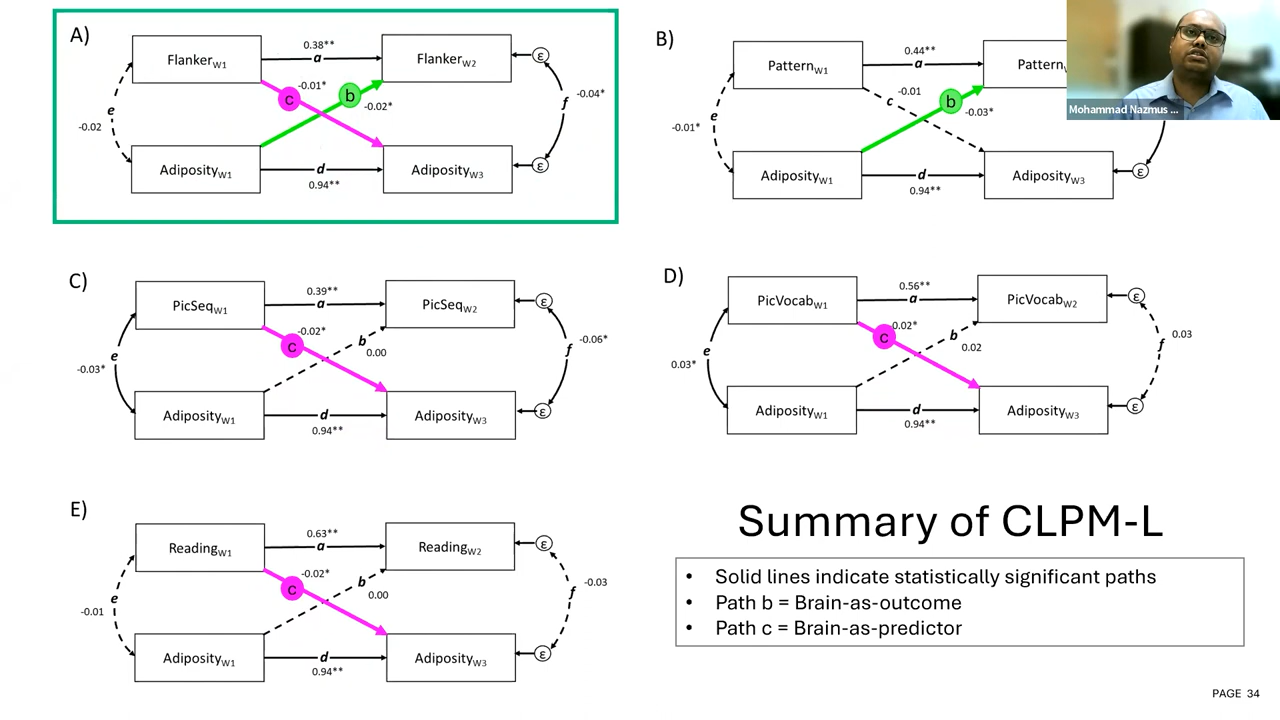 A)
Flanker W1
0.38**
a
Flanker W2
ε
-0.01*
c
b
-0.02*
e
-0.02
f
-0.04*
Adiposity W1
d
0.94**
Adiposity W3
ε
B)
Pattern W1
0.44**
a
Pattern
-0.01
c
b
-0.03*
e
-0.01*
Adiposity W1
d
0.94**
Adiposity W3
ε
Mohammad Nazmus ...
C)
PicSeq W1
0.39**
a
PicSeq W2
ε
-0.02*
c
b
0.00
e
-0.03*
f
-0.06*
Adiposity W1
d
0.94**
Adiposity W3
ε
D)
PicVocab W1
0.56**
a
PicVocab W2
ε
0.02*
c
b
0.02
e
0.03*
f
0.03
Adiposity W1
d
0.94**
Adiposity W3
ε
E)
Reading W1
0.63**
a
Reading W2
ε
-0.02*
c
b
0.00
e
-0.01
f
-0.03
Adiposity W1
d
0.94**
Adiposity W3
ε
Summary of CLPM-L
• Solid lines indicate statistically significant paths
• Path b = Brain-as-outcome
• Path c = Brain-as-predictor
PAGE 34